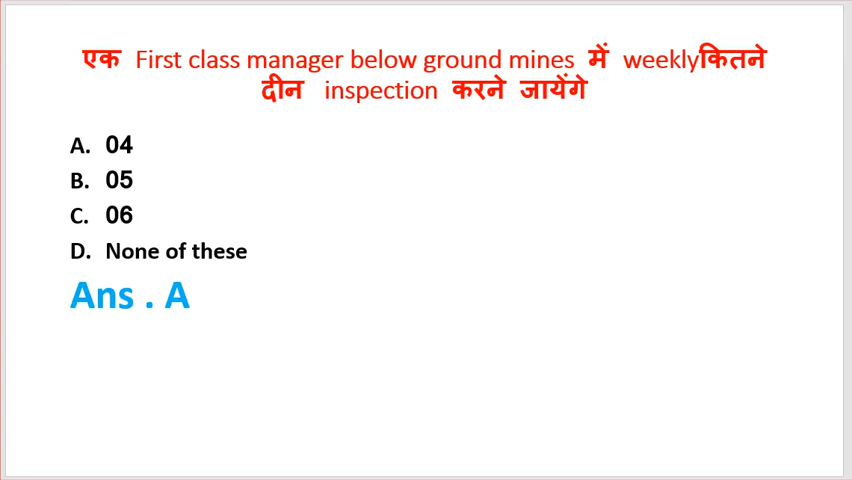 एक First class manager below ground mines में weeklyकितने
दीन inspection करने जायेंगे
A. 04
B. 05
C. 06
D. None of these
Ans . A